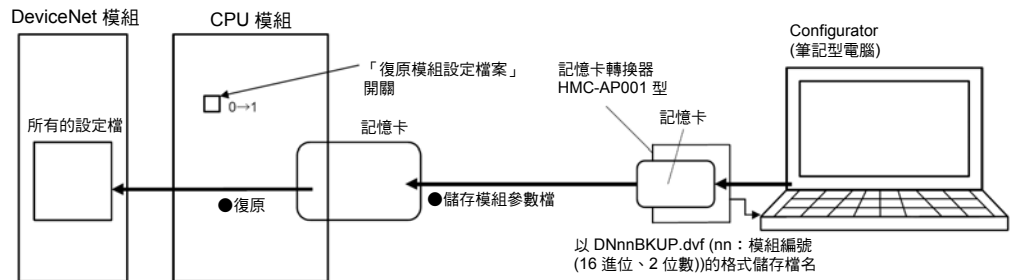 DeviceNet 模組
CPU 模組
Configurator
(筆記型電腦)
「復原模組設定檔案」
開關
記憶卡轉換器
HMC-AP001 型
0→1
所有的設定檔
記憶卡
記憶卡
●復原
●儲存模組參數檔
以 DNnnBKUP.dvf (nn：模組編號
(16 進位、2 位數))的格式儲存檔名